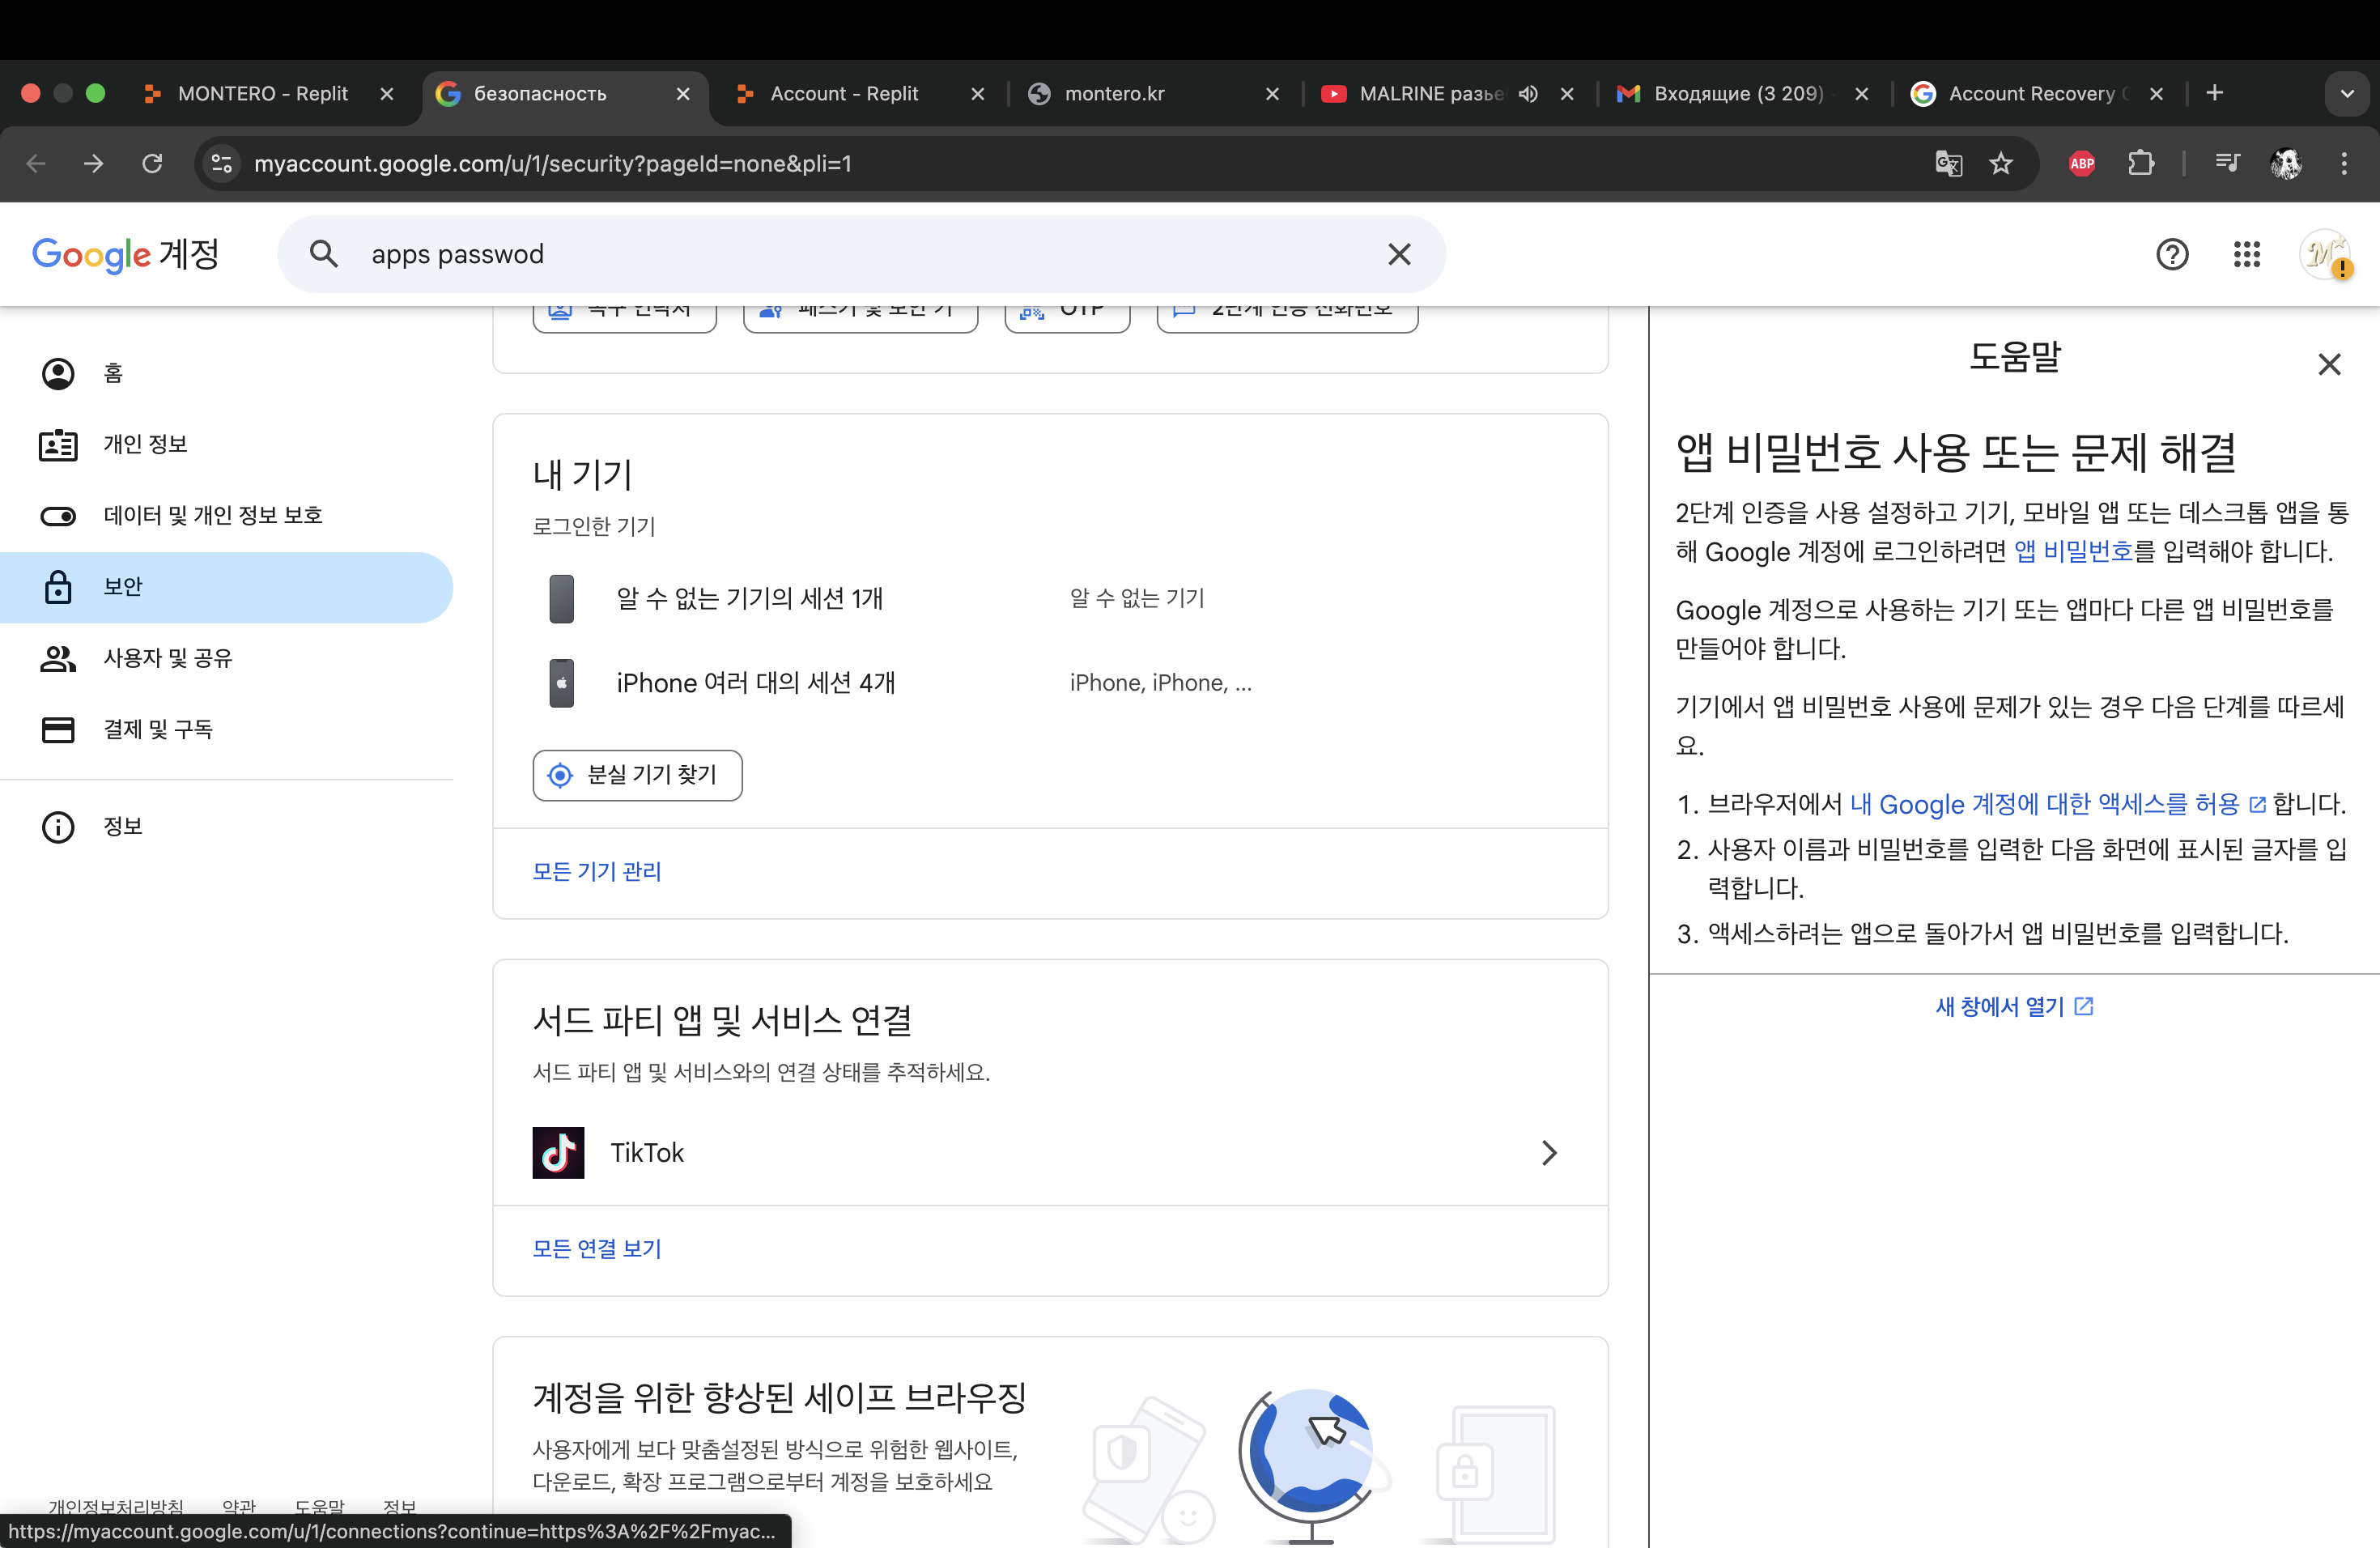 MONTERO - Replit
безопасность
Account - Replit
montero.kr
MALRINE разье
Входящие (3 209)
Account Recovery
myaccount.google.com/u/1/security?pageId=none&pli=1
ABP
Google 계정
apps passwod
복구 연락처
패스키 및 보안 키
OTP
2단계 인증 전화번호
홈
개인 정보
데이터 및 개인 정보 보호
보안
사용자 및 공유
결제 및 구독
정보
내 기기
로그인한 기기
알 수 없는 기기의 세션 1개
알 수 없는 기기
iPhone 여러 대의 세션 4개
iPhone, iPhone, ...
분실 기기 찾기
모든 기기 관리
서드 파티 앱 및 서비스 연결
서드 파티 앱 및 서비스와의 연결 상태를 추적하세요.
TikTok
모든 연결 보기
계정을 위한 향상된 세이프 브라우징
사용자에게 보다 맞춤설정된 방식으로 위험한 웹사이트,
다운로드, 확장 프로그램으로부터 계정을 보호하세요
도움말
앱 비밀번호 사용 또는 문제 해결
2단계 인증을 사용 설정하고 기기, 모바일 앱 또는 데스크톱 앱을 통
해 Google 계정에 로그인하려면 앱 비밀번호를 입력해야 합니다.
Google 계정으로 사용하는 기기 또는 앱마다 다른 앱 비밀번호를
만들어야 합니다.
기기에서 앱 비밀번호 사용에 문제가 있는 경우 다음 단계를 따르세
요.
1. 브라우저에서 내 Google 계정에 대한 액세스를 허용 합니다.
2. 사용자 이름과 비밀번호를 입력한 다음 화면에 표시된 글자를 입
력합니다.
3. 액세스하려는 앱으로 돌아가서 앱 비밀번호를 입력합니다.
새 창에서 열기
개인정보처리방침
약관
도움말
정보
https://myaccount.google.com/u/1/connections?continue=https%3A%2F%2Fmyac...